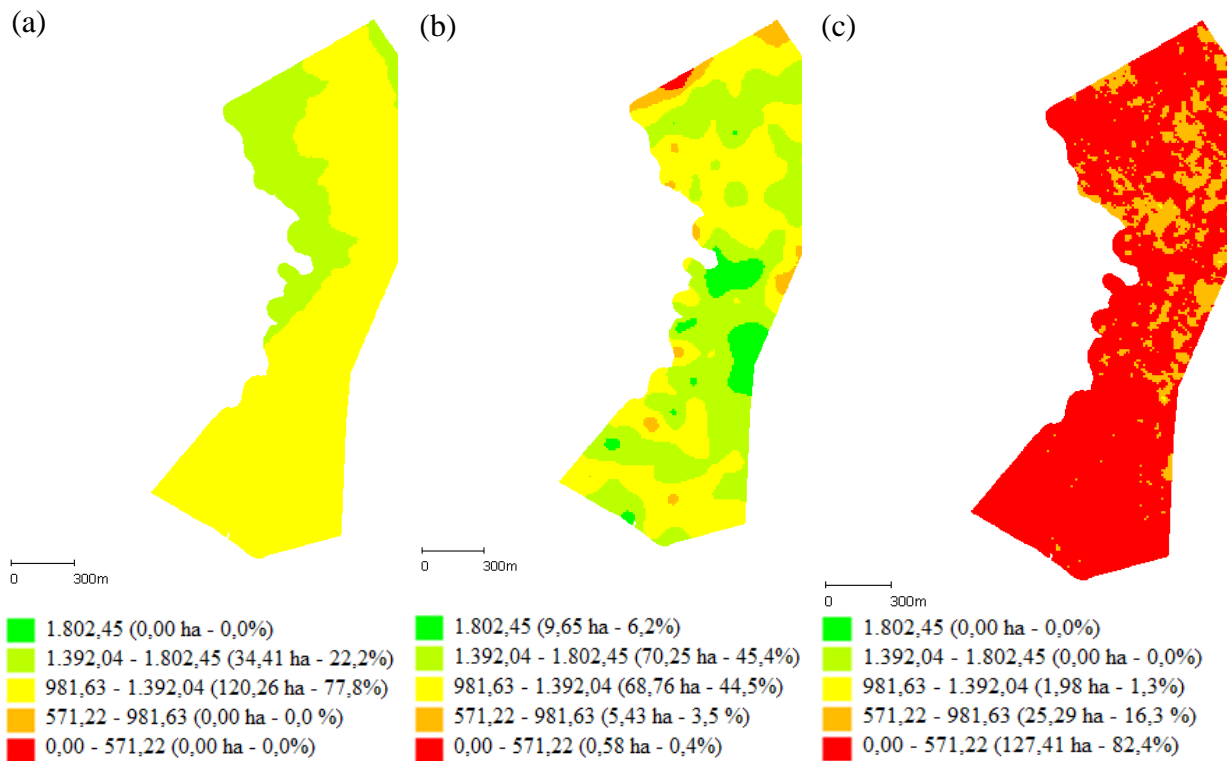 (a)
(b)
(c)
0 300m
0 300m
0 300m
1.802,45 (0,00 ha - 0,0%)
1.392,04 - 1.802,45 (34,41 ha - 22,2%)
981,63 - 1.392,04 (120,26 ha - 77,8%)
571,22 - 981,63 (0,00 ha - 0,0 %)
0,00 - 571,22 (0,00 ha - 0,0%)
1.802,45 (9,65 ha - 6,2%)
1.392,04 - 1.802,45 (70,25 ha - 45,4%)
981,63 - 1.392,04 (68,76 ha - 44,5%)
571,22 - 981,63 (5,43 ha - 3,5 %)
0,00 - 571,22 (0,58 ha - 0,4%)
1.802,45 (0,00 ha - 0,0%)
1.392,04 - 1.802,45 (0,00 ha - 0,0%)
981,63 - 1.392,04 (1,98 ha - 1,3%)
571,22 - 981,63 (25,29 ha - 16,3 %)
0,00 - 571,22 (127,41 ha - 82,4%)